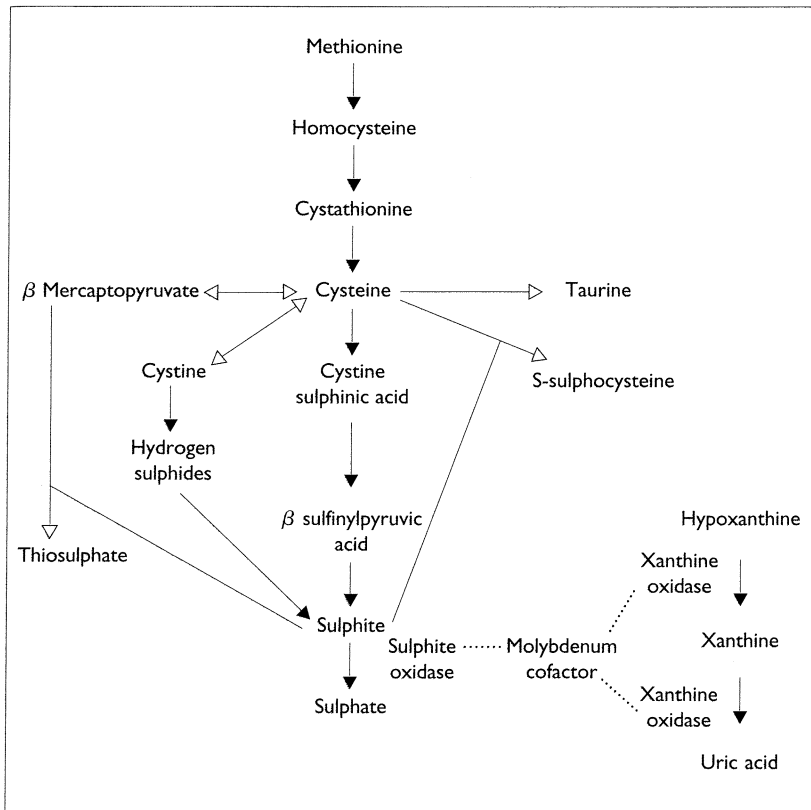 Methionine
Homocysteine
Cystathionine
β Mercaptopyruvate
Cysteine
Taurine
Cystine
Cystine
sulphinic acid
S-sulphocysteine
Hydrogen
sulphides
β sulfinylpyruvic
acid
Hypoxanthine
Thiosulphate
Xanthine
oxidase
Sulphite
Sulphite
oxidase
Molybdenum
cofactor
Xanthine
Sulphate
Xanthine
oxidase
Uric acid